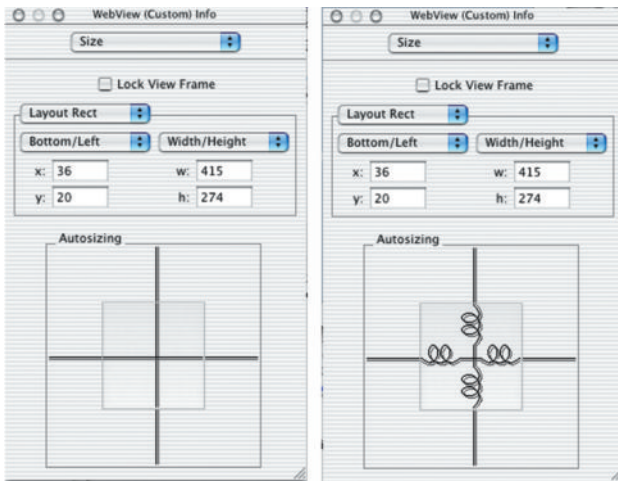 WebView (Custom) Info
Size
Lock View Frame
Layout Rect
Bottom/Left
Width/Height
x: 36
w: 415
y: 20
h: 274
Autosizing
WebView (Custom) Info
Size
Lock View Frame
Layout Rect
Bottom/Left
Width/Height
x: 36
w: 415
y: 20
h: 274
Autosizing